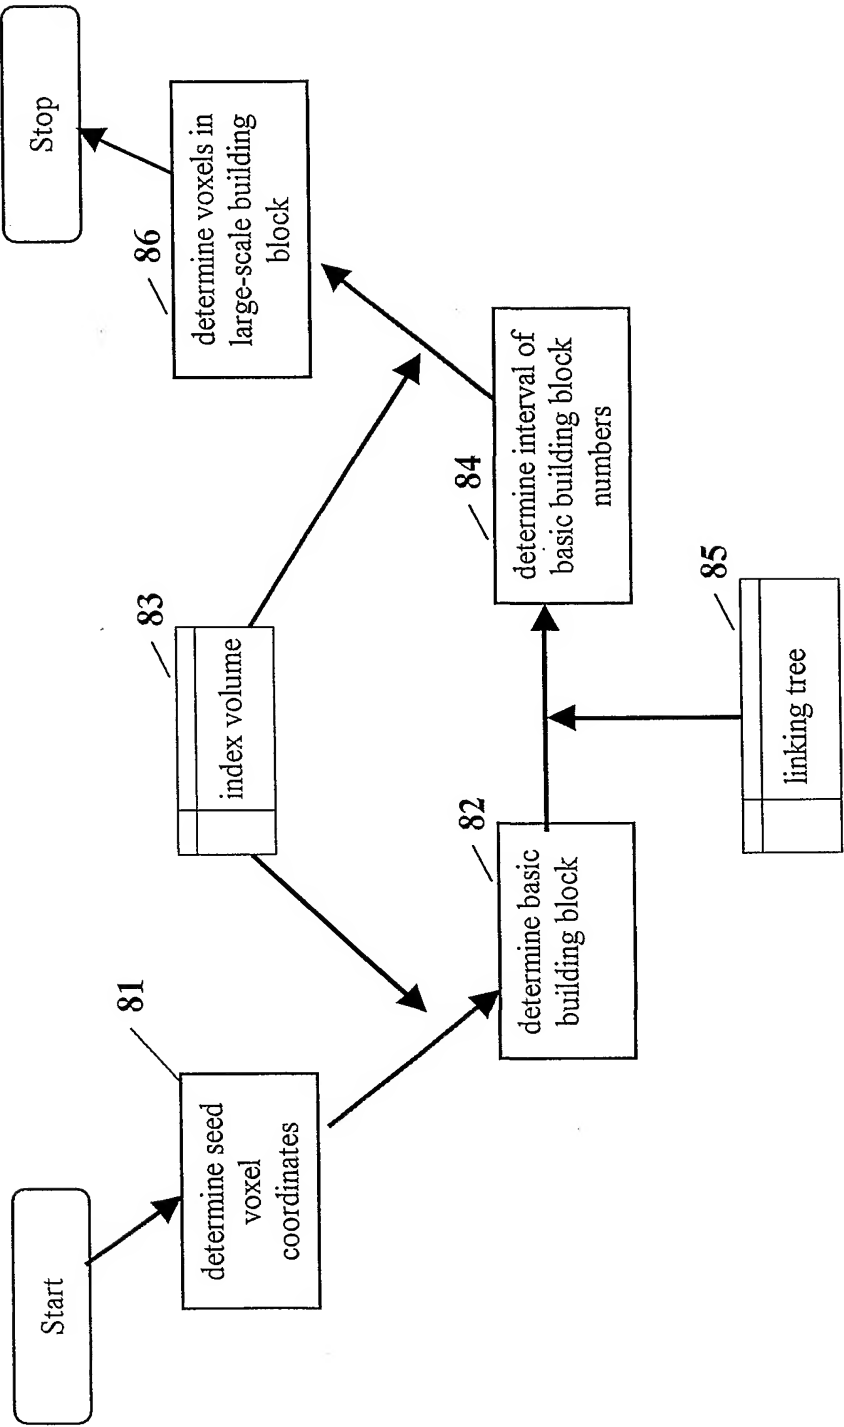 Start
81
determine seed
voxel
coordinates
83
index volume
82
determine basic
building block
85
linking tree
84
determine interval of
basic building block
numbers
86
determine voxels in
large-scale building
block
Stop